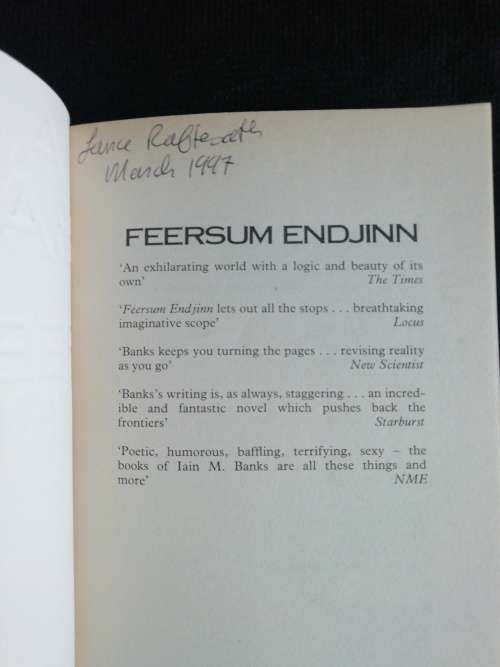 Lance
March 1997
FEERSUM ENDJINN
‘An exhilarating world with a logic and beauty of its
own’ The Times
‘Feersum Endjinn lets out all the stops . . . breathtaking
imaginative scope’ Locus
‘Banks keeps you turning the pages . . . revising reality
as you go’ New Scientist
‘Banks’s writing is, as always, staggering . . . an incred-
ible and fantastic novel which pushes back the
frontiers’ Starburst
‘Poetic, humorous, baffling, terrifying, sexy – the
books of Iain M. Banks are all these things and
more’ NME